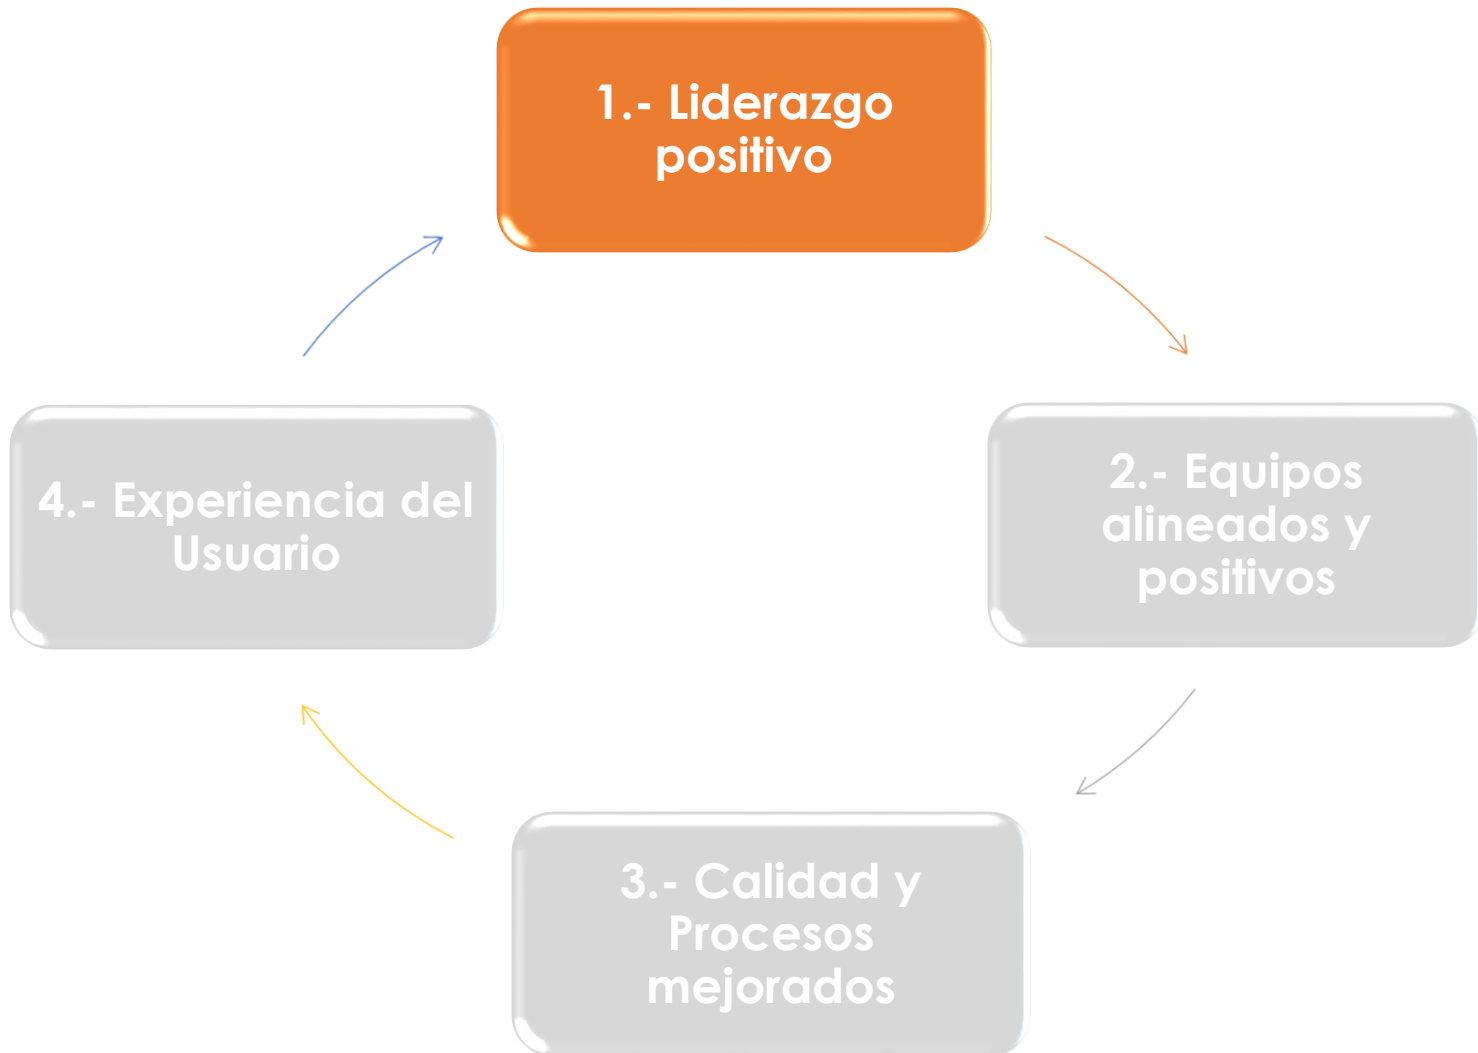 1.- Liderazgo
positivo
2.- Equipos
alineados y
positivos
3.- Calidad y
Procesos
mejorados
4.- Experiencia del
Usuario